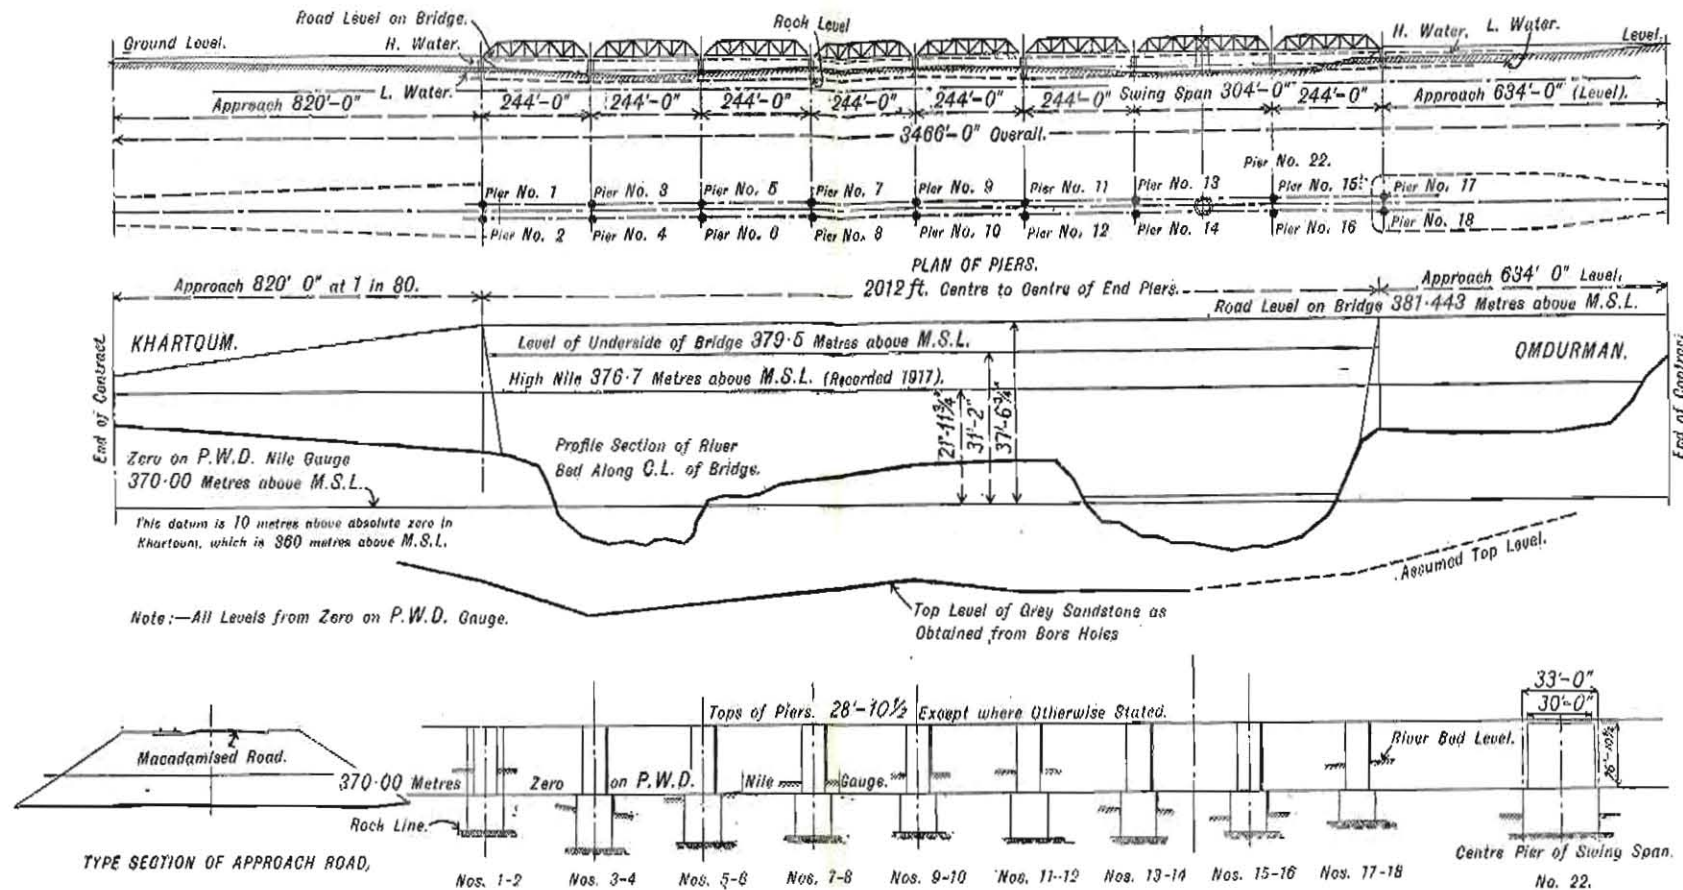 Road Level on Bridge.
Rock Level
Ground Level.
H. Water.
H. Water,
L. Water.
Level.
L. Water.
Approach 820'-0"
244'-0"
244'-0"
244'-0"
244'-0"
244'-0"
244'-0"
Swing Span 304'-0"
244'-0"
Approach 634'-0" (Level).
3466'-0" Overall.
Pier No. 22.
Pier No. 1
Pier No. 3
Pier No. 5
Pier No. 7
Pier No. 9
Pier No. 11
Pier No. 13
Pier No. 15
Pier No. 17
Pier No. 2
Pier No. 4
Pier No. 6
Pier No. 8
Pier No. 10
Pier No. 12
Pier No. 14
Pier No. 16
Pier No. 18
PLAN OF PIERS.
Approach 820' 0" at 1 in 80.
2012 ft. Centre to Centre of End Piers.
Approach 634' 0" Level.
Road Level on Bridge 381·443 Metres above M.S.L.
KHARTOUM.
Level of Underside of Bridge 379·5 Metres above M.S.L.
OMDURMAN.
High Nile 376·7 Metres above M.S.L. (Recorded 1917).
End of Contract
End of Contract
21'-11¾"
31'-2"
37'-6¾"
Profile Section of River
Bed Along C.L. of Bridge.
Zero on P.W.D. Nile Gauge
370·00 Metres above M.S.L.
This datum is 10 metres above absolute zero in
Khartoum, which is 360 metres above M.S.L.
Assumed Top Level.
Note:—All Levels from Zero on P.W.D. Gauge.
Top Level of Grey Sandstone as
Obtained from Bore Holes
33'-0"
30'-0"
Tops of Piers. 28'-10½ Except where Otherwise Stated.
Macadamised Road.
River Bed Level.
370·00 Metres Zero on P.W.D. Nile Gauge.
Rock Line.
TYPE SECTION OF APPROACH ROAD,
Centre Pier of Swing Span.
Nos. 1-2
Nos. 3-4
Nos. 5-6
Nos. 7-8
Nos. 9-10
Nos. 11-12
Nos. 13-14
Nos. 15-16
Nos. 17-18
No. 22.